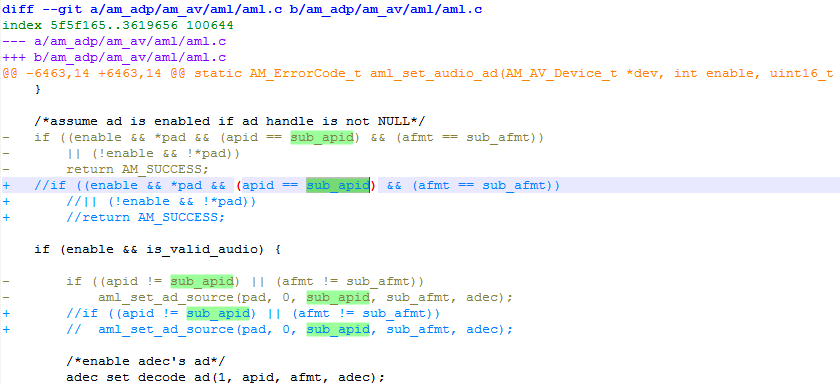 diff --git a/am_adp/am_av/aml/aml.c b/am_adp/am_av/aml/aml.c
index 5f5f165..3619656 100644
--- a/am_adp/am_av/aml/aml.c
+++ b/am_adp/am_av/aml/aml.c
@@ -6463,14 +6463,14 @@ static AM_ErrorCode_t aml_set_audio_ad(AM_AV_Device_t *dev, int enable, uint16_t
}
/*assume ad is enabled if ad handle is not NULL*/
- if ((enable && *pad && (apid == sub_apid) && (afmt == sub_afmt))
- || (!enable && !*pad))
- return AM_SUCCESS;
+ //if ((enable && *pad && (apid == sub_apid) && (afmt == sub_afmt))
+ //|| (!enable && !*pad))
+ //return AM_SUCCESS;
if (enable && is_valid_audio) {
- if ((apid != sub_apid) || (afmt != sub_afmt))
- aml_set_ad_source(pad, 0, sub_apid, sub_afmt, adec);
+ //if ((apid != sub_apid) || (afmt != sub_afmt))
+ // aml_set_ad_source(pad, 0, sub_apid, sub_afmt, adec);
/*enable adec's ad*/
adec_set_decode_ad(1, apid, afmt, adec);